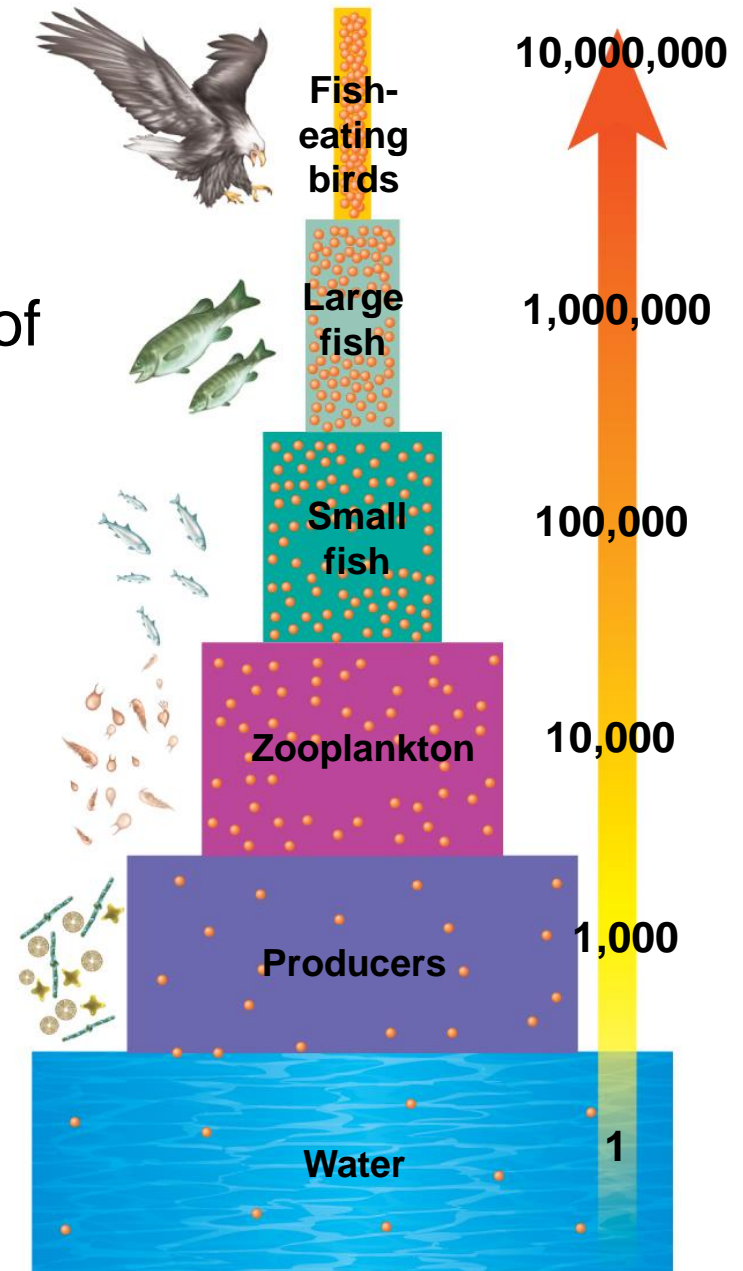 10,000,000
Fish-
eating
birds
of
Large
fish
1,000,000
Small
fish
100,000
Zooplankton
10,000
Producers
1,000
Water
1